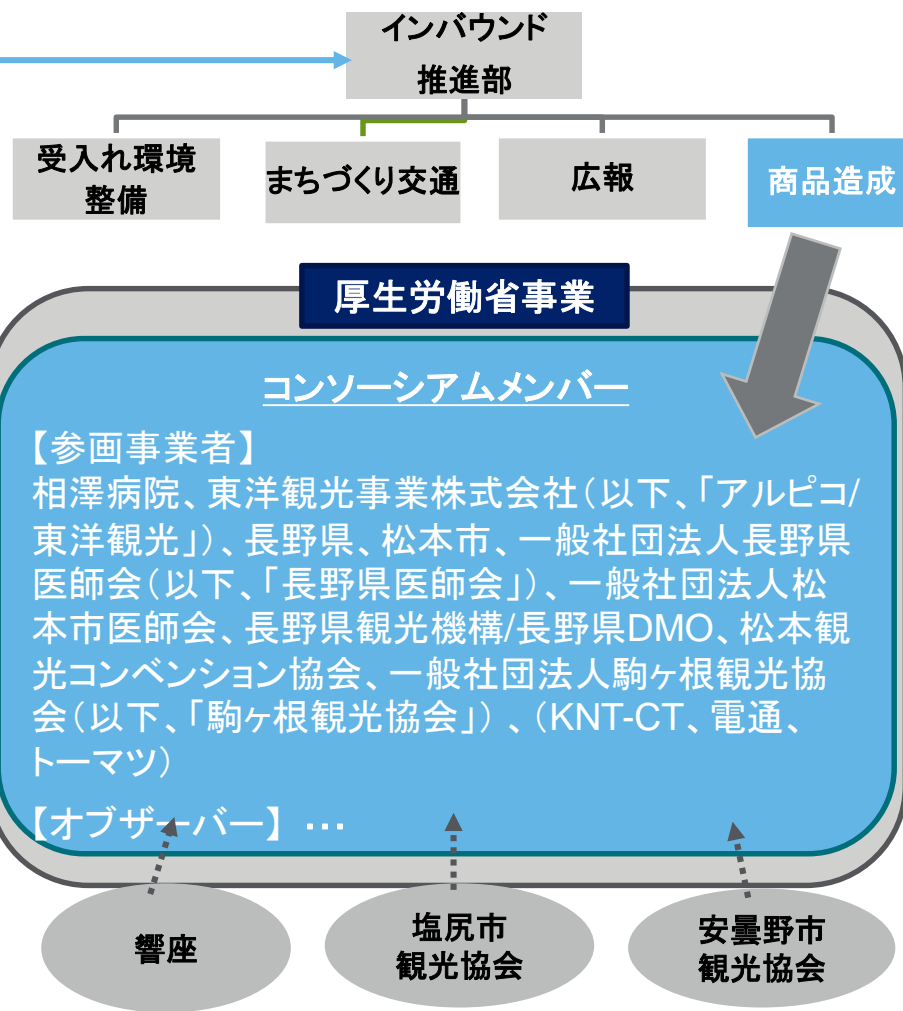 インバウンド
推進部
受入れ環境
整備
まちづくり交通
広報
商品造成
厚生労働省事業
コンソーシアムメンバー
【参画事業者】
相澤病院、東洋観光事業株式会社（以下、「アルピコ/
東洋観光」）、長野県、松本市、一般社団法人長野県
医師会（以下、「長野県医師会」）、一般社団法人松
本市医師会、長野県観光機構/長野県DMO、松本観
光コンベンション協会、一般社団法人駒ヶ根観光協
会（以下、「駒ヶ根観光協会」）、（KNT-CT、電通、
トーマツ）
【オブザーバー】 …
響座
塩尻市
観光協会
安曇野市
観光協会